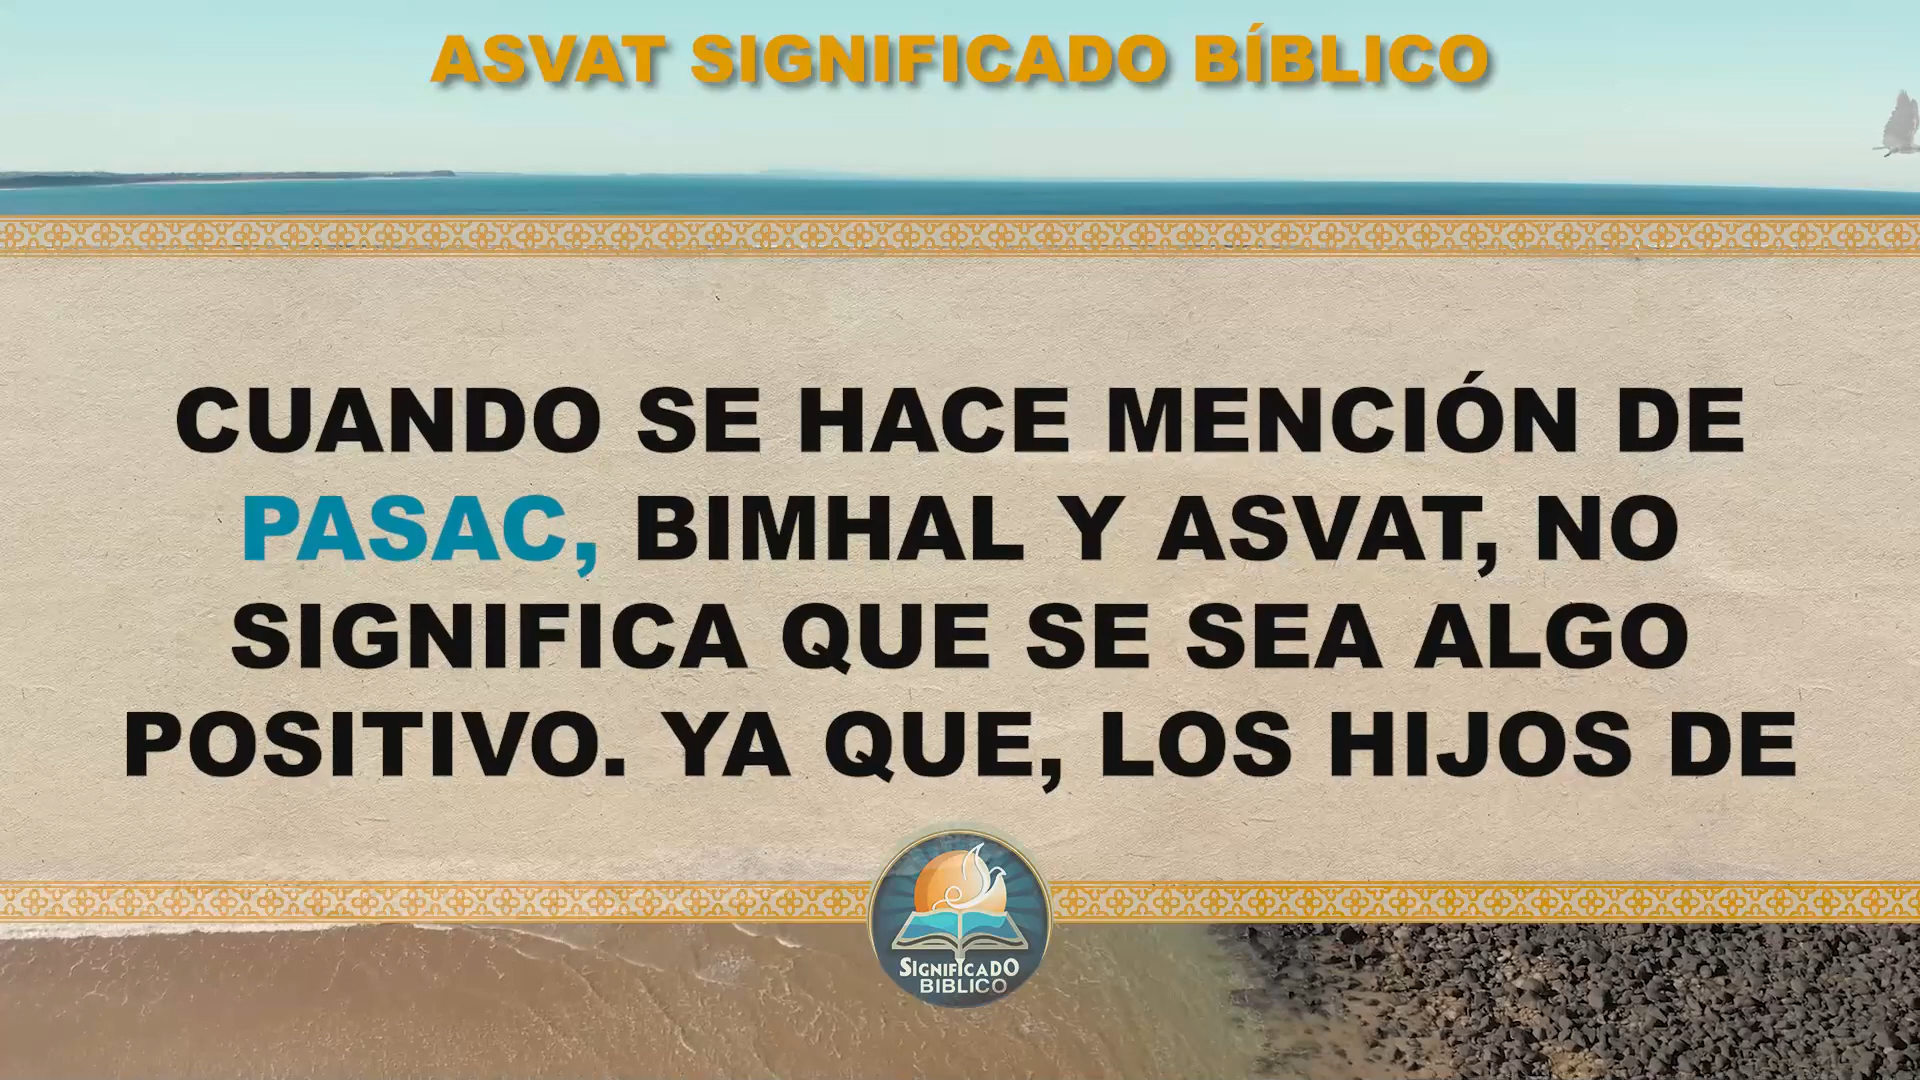 ASVAT SIGNIFICADO BÍBLICO
CUANDO SE HACE MENCIÓN DE
PASAC, BIMHAL Y ASVAT, NO
SIGNIFICA QUE SE SEA ALGO
POSITIVO. YA QUE, LOS HIJOS DE
SIGNIFICADO
BIBLICO